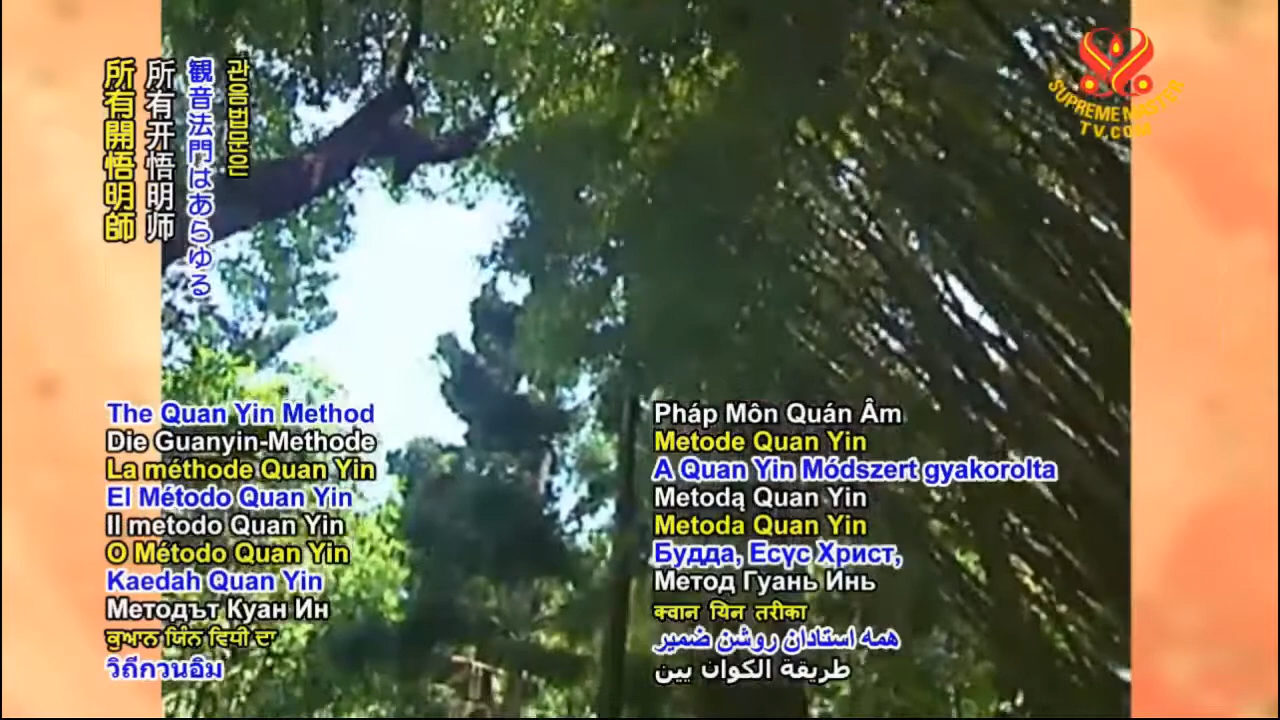 所有開悟明師
所有开悟明师
観音法門はあらゆる
관음법문은
SUPREME MASTER
TV.COM
The Quan Yin Method
Die Guanyin-Methode
La méthode Quan Yin
El Método Quan Yin
Il metodo Quan Yin
O Método Quan Yin
Kaedah Quan Yin
Методът Куан Ин
ਕੁਆਨ ਯਿੰਨ ਵਿਧੀ ਦਾ
วิถีกวนอิม
Pháp Môn Quán Âm
Metode Quan Yin
A Quan Yin Módszert gyakorolta
Metodą Quan Yin
Metoda Quan Yin
Будда, Есүс Христ,
Метод Гуань Инь
क्वान यिन तरीका
همه استادان روشن ضمیر
طريقة الكوان يين